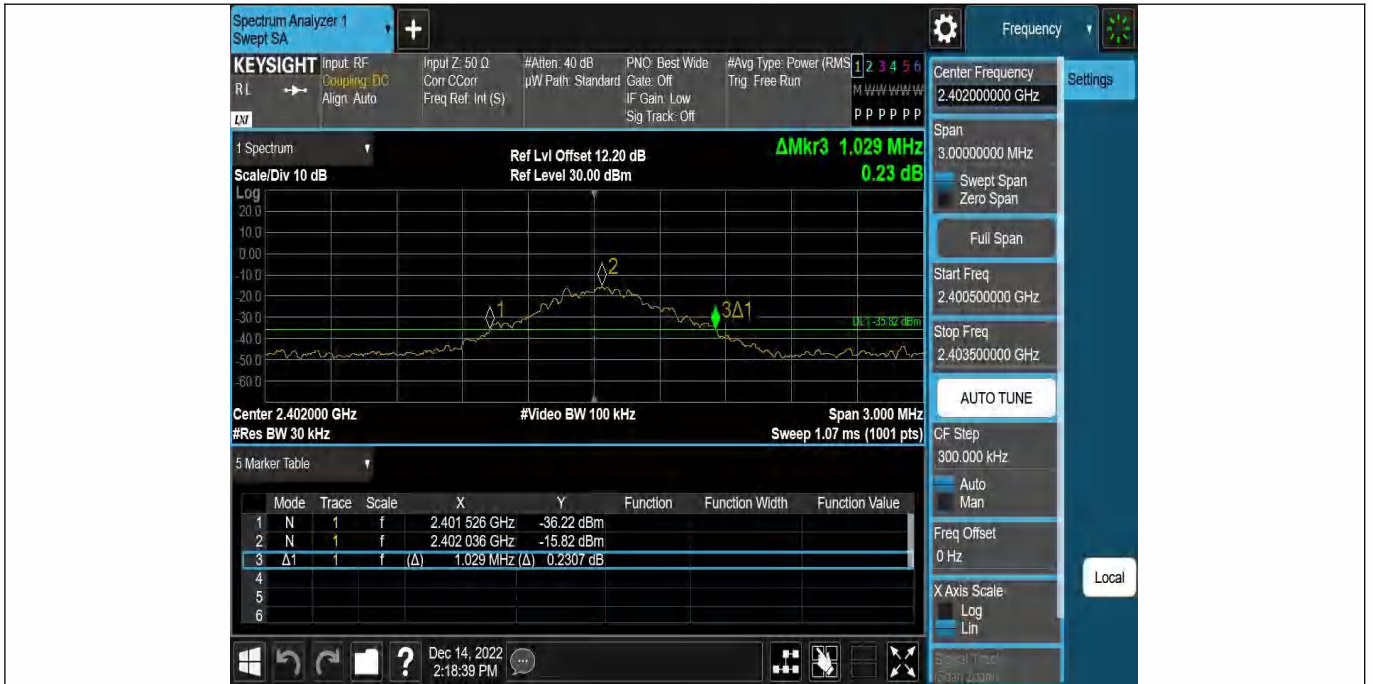 Spectrum Analyzer 1
Swept SA
+
Frequency
KEYSIGHT
RL
LXI
Input: RF
Coupling: DC
Align: Auto
Input Z: 50 Ω
Corr CCorr
Freq Ref: Int (S)
#Atten: 40 dB
µW Path: Standard
PNO: Best Wide
Gate: Off
IF Gain: Low
Sig Track: Off
#Avg Type: Power (RMS
Trig: Free Run
1 2 3 4 5 6
M W W W W W
P P P P P P
1 Spectrum
Scale/Div 10 dB
Ref Lvl Offset 12.20 dB
Ref Level 30.00 dBm
ΔMkr3 1.029 MHz
0.23 dB
Log
20.0
10.0
0.00
-10.0
-20.0
-30.0
-40.0
-50.0
-60.0
2
1
3Δ1
DL1 -35.82 dBm
Center 2.402000 GHz
#Video BW 100 kHz
Span 3.000 MHz
#Res BW 30 kHz
Sweep 1.07 ms (1001 pts)
5 Marker Table
Mode Trace Scale X Y Function Function Width Function Value
1 N 1 f 2.401 526 GHz -36.22 dBm
2 N 1 f 2.402 036 GHz -15.82 dBm
3 Δ1 1 f (Δ) 1.029 MHz (Δ) 0.2307 dB
4
5
6
?
Dec 14, 2022
2:18:39 PM
Center Frequency
2.402000000 GHz
Settings
Span
3.00000000 MHz
Swept Span
Zero Span
Full Span
Start Freq
2.400500000 GHz
Stop Freq
2.403500000 GHz
AUTO TUNE
CF Step
300.000 kHz
Auto
Man
Freq Offset
0 Hz
X Axis Scale
Log
Lin
Local
Signal Track
(Span Zoom)